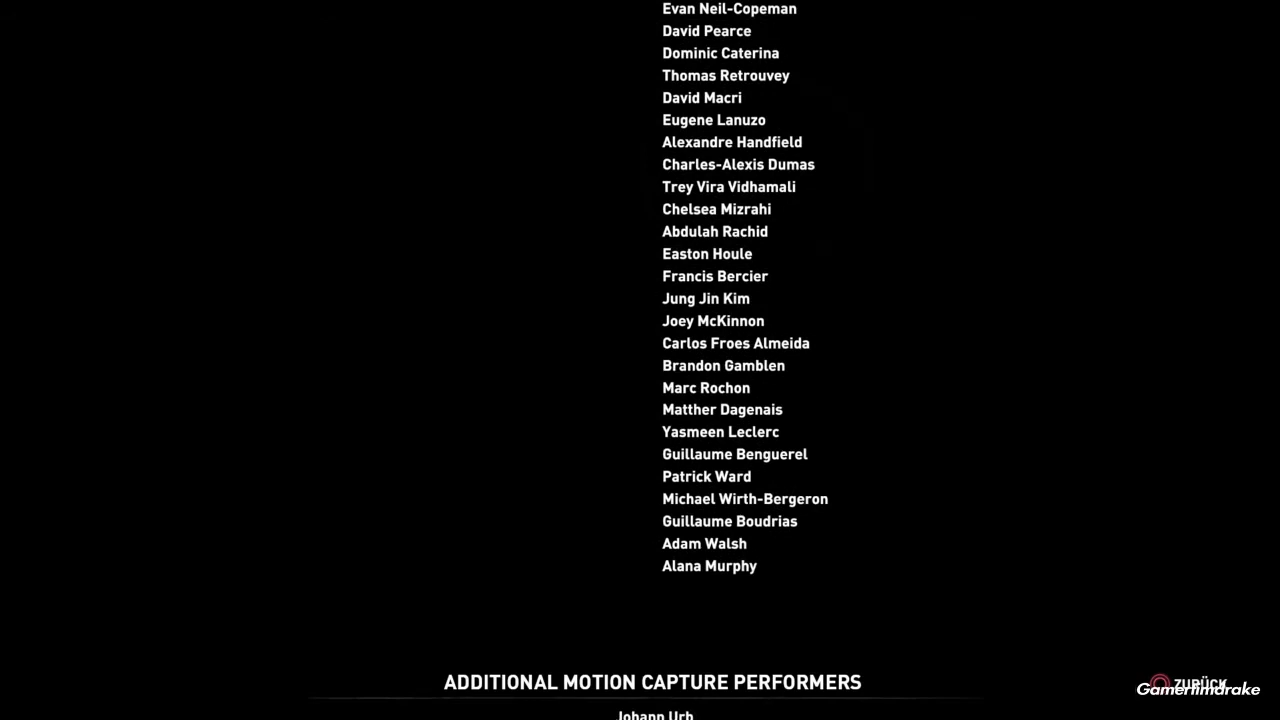 Evan Neil-Copeman
David Pearce
Dominic Caterina
Thomas Retrouvey
David Macri
Eugene Lanuzo
Alexandre Handfield
Charles-Alexis Dumas
Trey Vira Vidhamali
Chelsea Mizrahi
Abdulah Rachid
Easton Houle
Francis Bercier
Jung Jin Kim
Joey McKinnon
Carlos Froes Almeida
Brandon Gamblen
Marc Rochon
Matther Dagenais
Yasmeen Leclerc
Guillaume Benguerel
Patrick Ward
Michael Wirth-Bergeron
Guillaume Boudrias
Adam Walsh
Alana Murphy
ADDITIONAL MOTION CAPTURE PERFORMERS
ZURÜCK
Gamertimdrake
Johann Urb